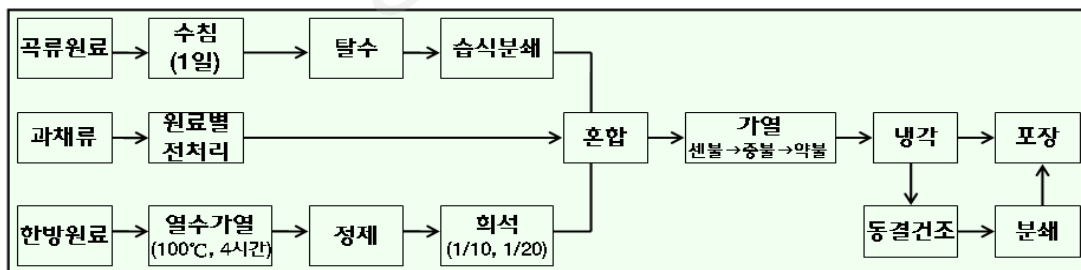 곡류원료
수침
(1일)
탈수
습식분쇄
과채류
원료별
전처리
혼합
가열
센불→중불→약불
냉각
포장
한방원료
열수가열
(100℃, 4시간)
정제
희석
(1/10, 1/20)
동결건조
분쇄